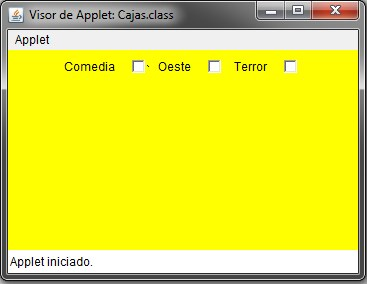 Visor de Applet: Cajas.class
Applet
Comedia Oeste Terror
Applet iniciado.